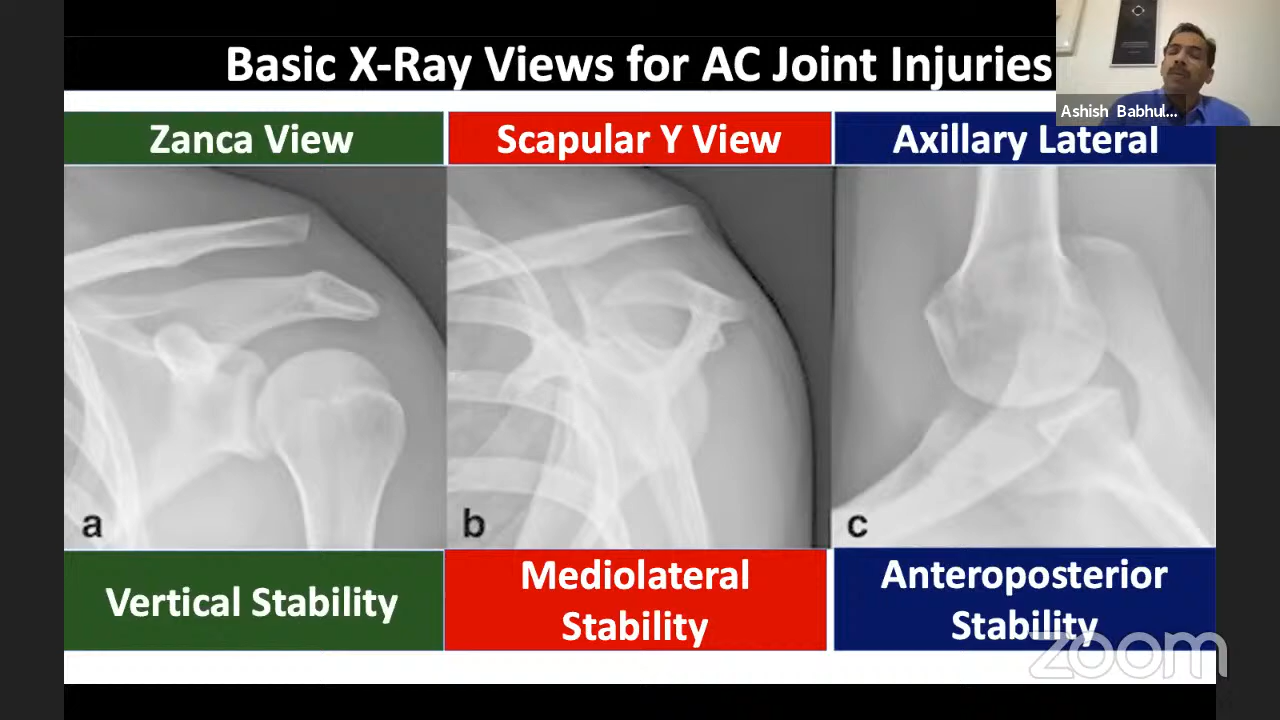 Basic X-Ray Views for AC Joint Injuries
Ashish Babhul...
Zanca View
Scapular Y View
Axillary Lateral
a
b
c
Vertical Stability
Mediolateral
Stability
Anteroposterior
Stability
zoom